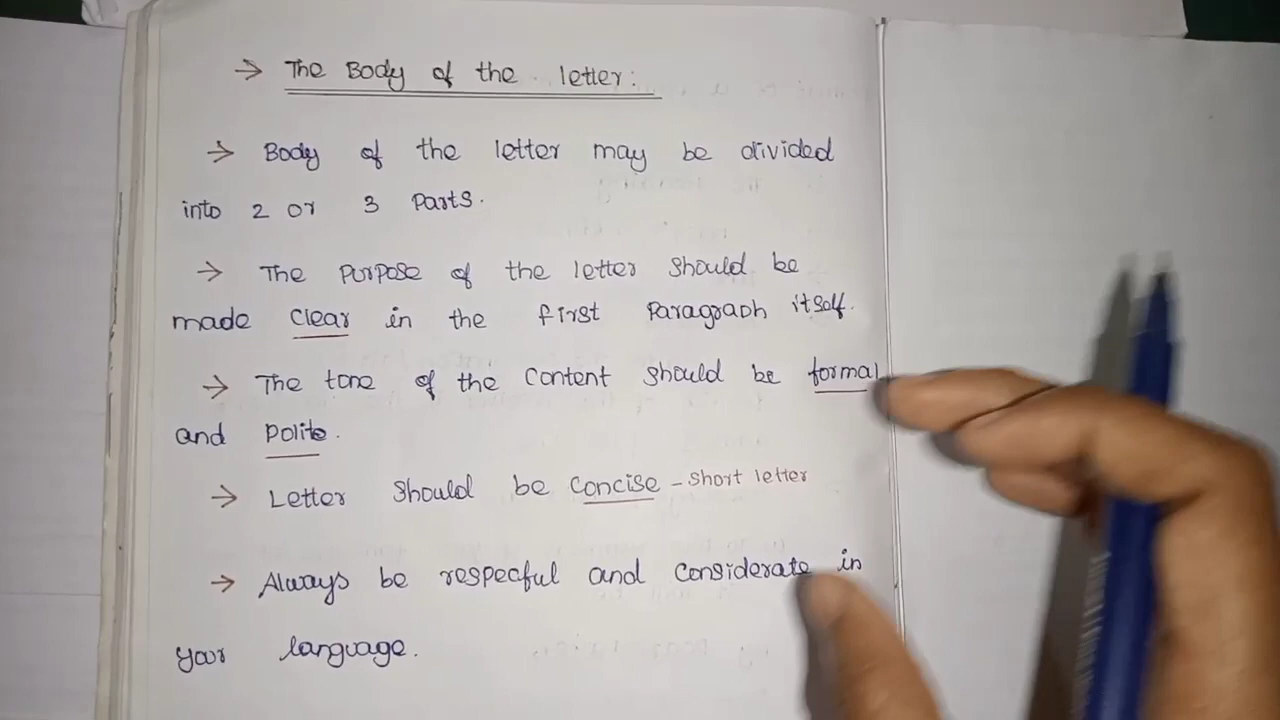 → The Body of the letter:
→ Body of the letter may be divided
into 2 or 3 Parts.
→ The Purpose of the letter should be
made clear in the first Paragraph itself.
→ The tone of the content should be formal
and Polite.
→ Letter should be concise - short letter
→ Always be respecful and considerate in
your language.